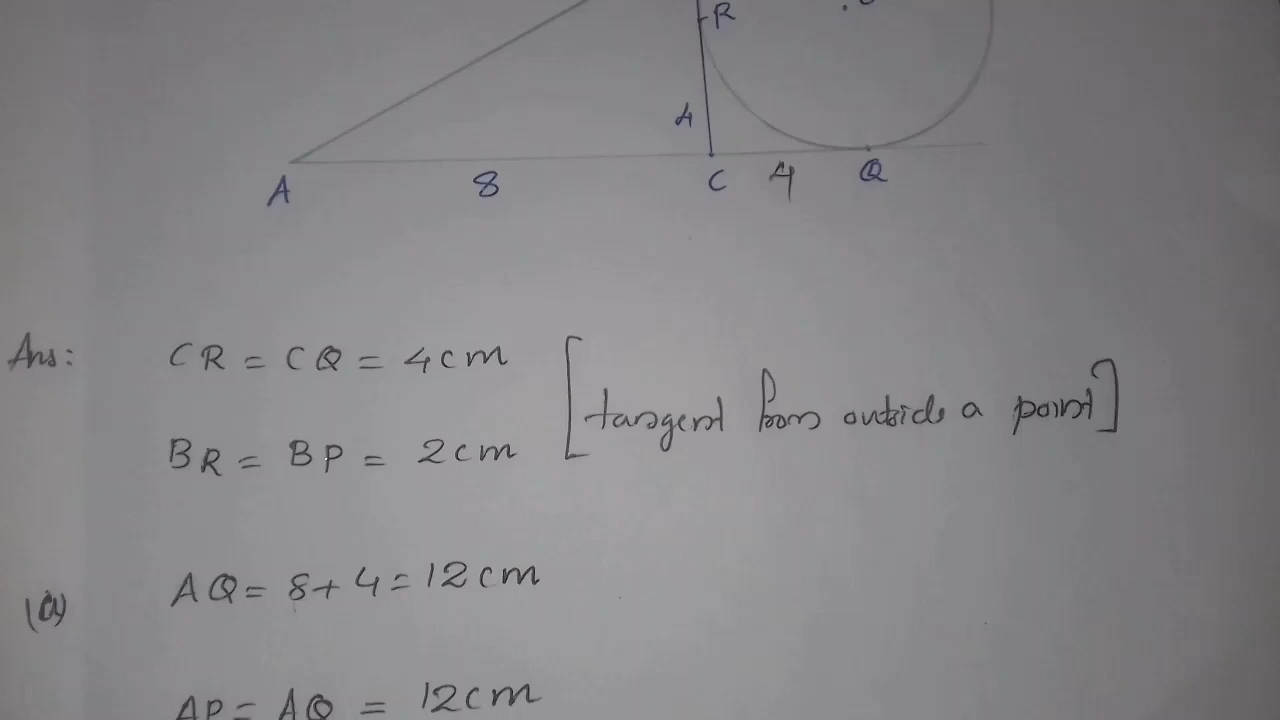 R
4
A 8 C 4 Q
Ans: CR = CQ = 4cm
[tangent from outside a point]
BR = BP = 2cm
(a) AQ = 8+4 = 12cm
AP = AQ = 12cm